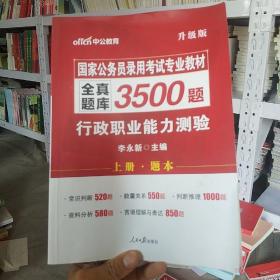 升级版
offcn中公教育
国家公务员录用考试专业教材
全真题库3500题
行政职业能力测验
李永新 主编
上册·题本
·常识判断520题 ·数量关系550题 ·判断推理1000题
·资料分析580题 ·言语理解与表达850题
人民日报出版社